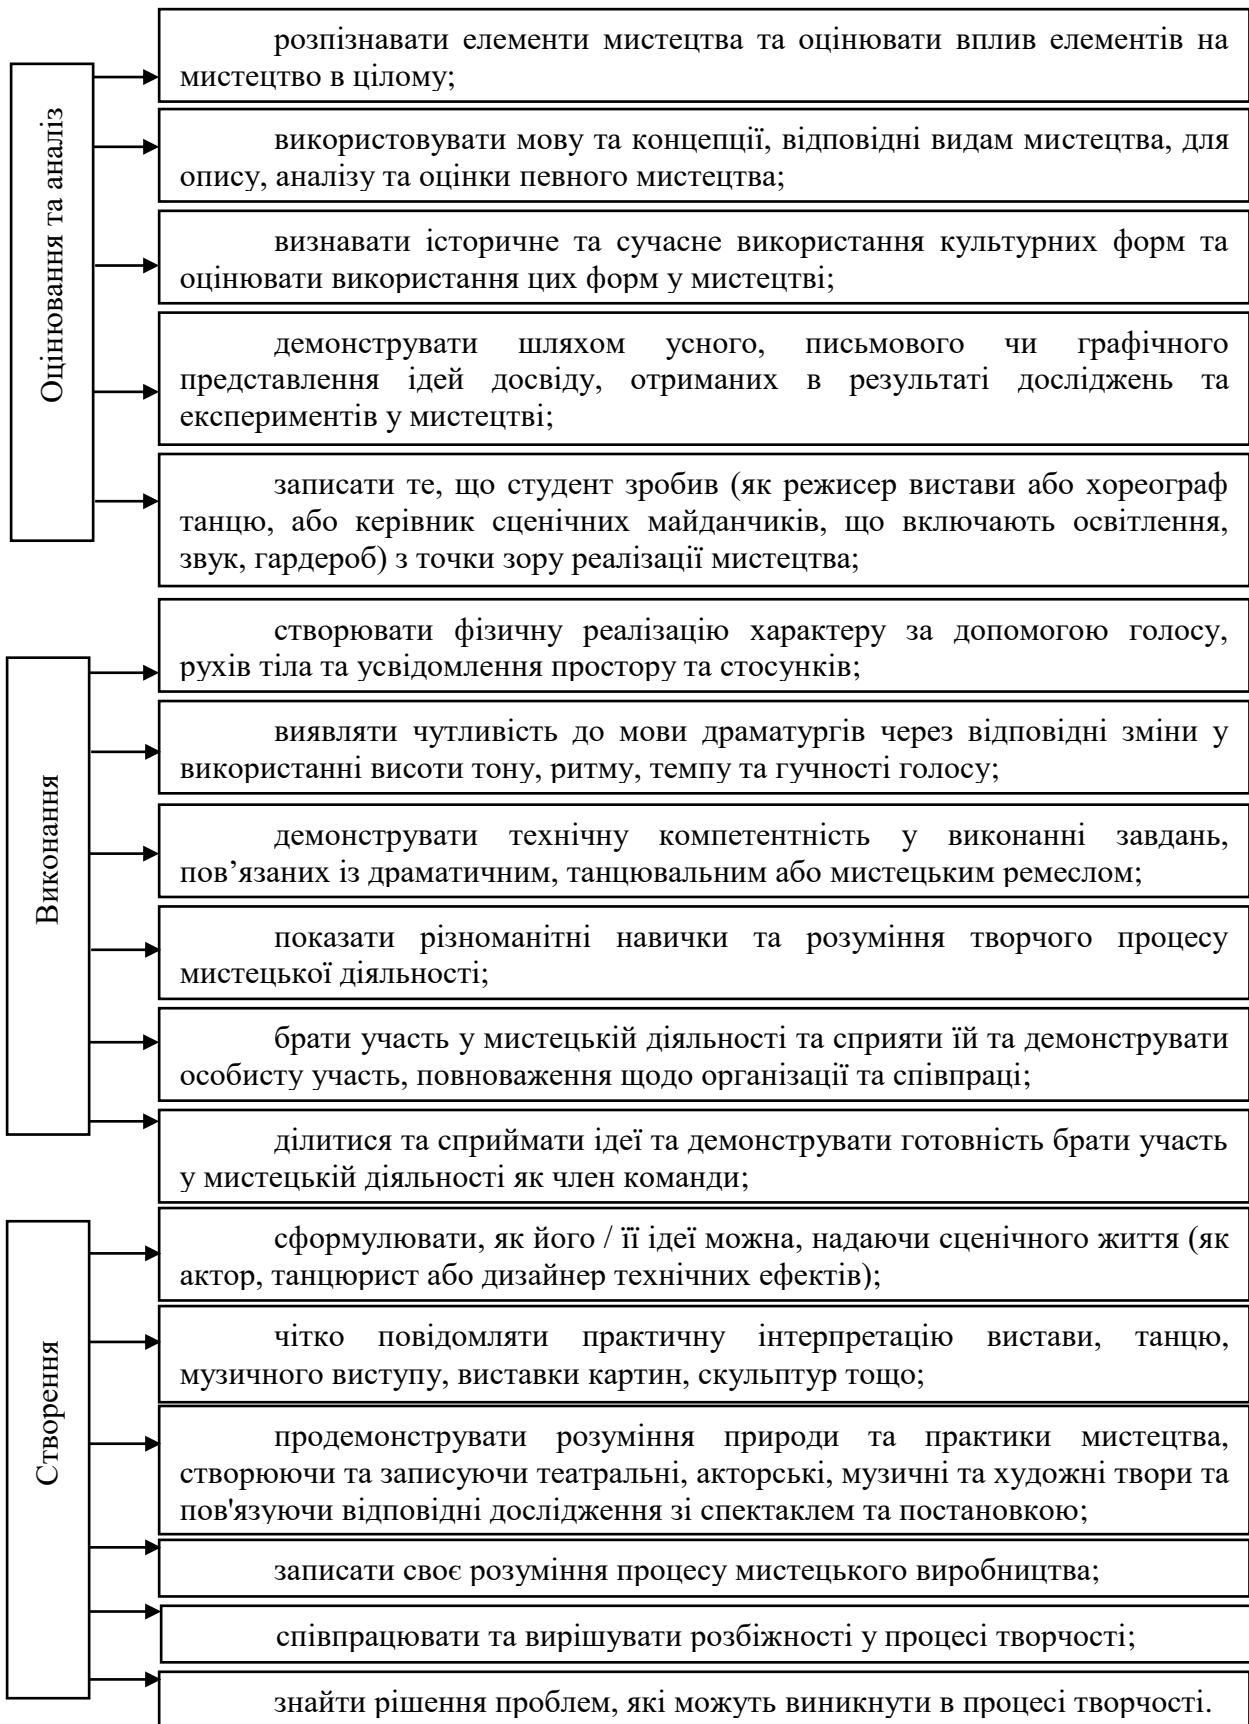 Оцінювання та аналіз
розпізнавати елементи мистецтва та оцінювати вплив елементів на
мистецтво в цілому;
використовувати мову та концепції, відповідні видам мистецтва, для
опису, аналізу та оцінки певного мистецтва;
визнавати історичне та сучасне використання культурних форм та
оцінювати використання цих форм у мистецтві;
демонструвати шляхом усного, письмового чи графічного
представлення ідей досвіду, отриманих в результаті досліджень та
експериментів у мистецтві;
записати те, що студент зробив (як режисер вистави або хореограф
танцю, або керівник сценічних майданчиків, що включають освітлення,
звук, гардероб) з точки зору реалізації мистецтва;
Виконання
створювати фізичну реалізацію характеру за допомогою голосу,
рухів тіла та усвідомлення простору та стосунків;
виявляти чутливість до мови драматургів через відповідні зміни у
використанні висоти тону, ритму, темпу та гучності голосу;
демонструвати технічну компетентність у виконанні завдань,
пов’язаних із драматичним, танцювальним або мистецьким ремеслом;
показати різноманітні навички та розуміння творчого процесу
мистецької діяльності;
брати участь у мистецькій діяльності та сприяти їй та демонструвати
особисту участь, повноваження щодо організації та співпраці;
ділитися та сприймати ідеї та демонструвати готовність брати участь
у мистецькій діяльності як член команди;
Створення
сформулювати, як його / її ідеї можна, надаючи сценічного життя (як
актор, танцюрист або дизайнер технічних ефектів);
чітко повідомляти практичну інтерпретацію вистави, танцю,
музичного виступу, виставки картин, скульптур тощо;
продемонструвати розуміння природи та практики мистецтва,
створюючи та записуючи театральні, акторські, музичні та художні твори та
пов'язуючи відповідні дослідження зі спектаклем та постановкою;
записати своє розуміння процесу мистецького виробництва;
співпрацювати та вирішувати розбіжності у процесі творчості;
знайти рішення проблем, які можуть виникнути в процесі творчості.